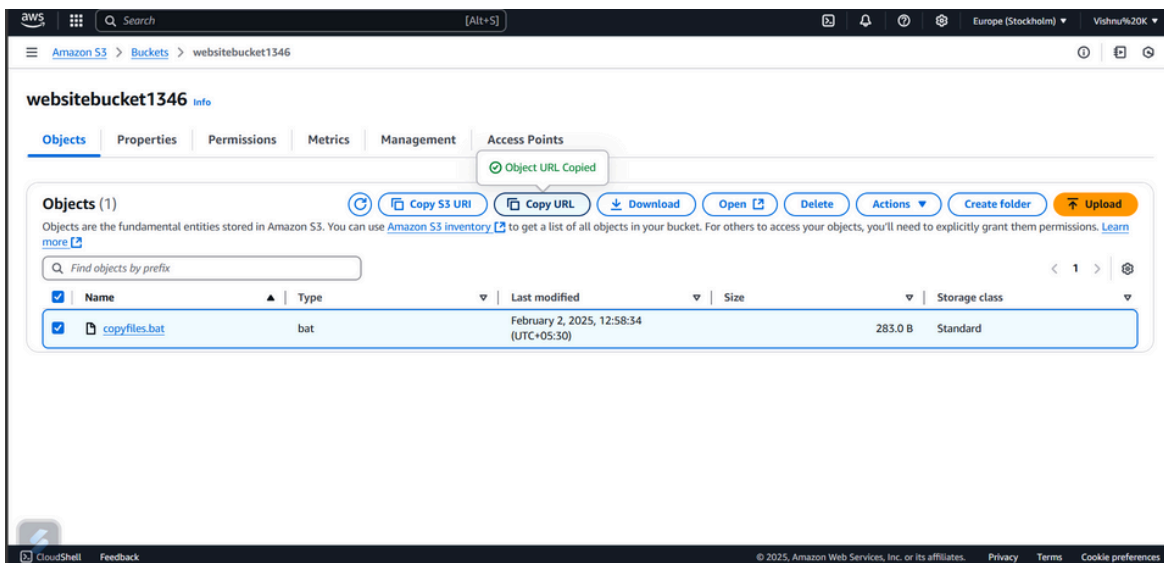 aws Search [Alt+S] Europe (Stockholm) Vishnu%20K
Amazon S3 > Buckets > websitebucket1346
websitebucket1346 Info
Objects Properties Permissions Metrics Management Access Points
Object URL Copied
Objects (1) Copy S3 URI Copy URL Download Open Delete Actions Create folder Upload
Objects are the fundamental entities stored in Amazon S3. You can use Amazon S3 inventory to get a list of all objects in your bucket. For others to access your objects, you'll need to explicitly grant them permissions. Learn
more
Find objects by prefix 1
Name Type Last modified Size Storage class
copyfiles.bat bat February 2, 2025, 12:58:34 283.0 B Standard
(UTC+05:30)
CloudShell Feedback © 2025, Amazon Web Services, Inc. or its affiliates. Privacy Terms Cookie preferences